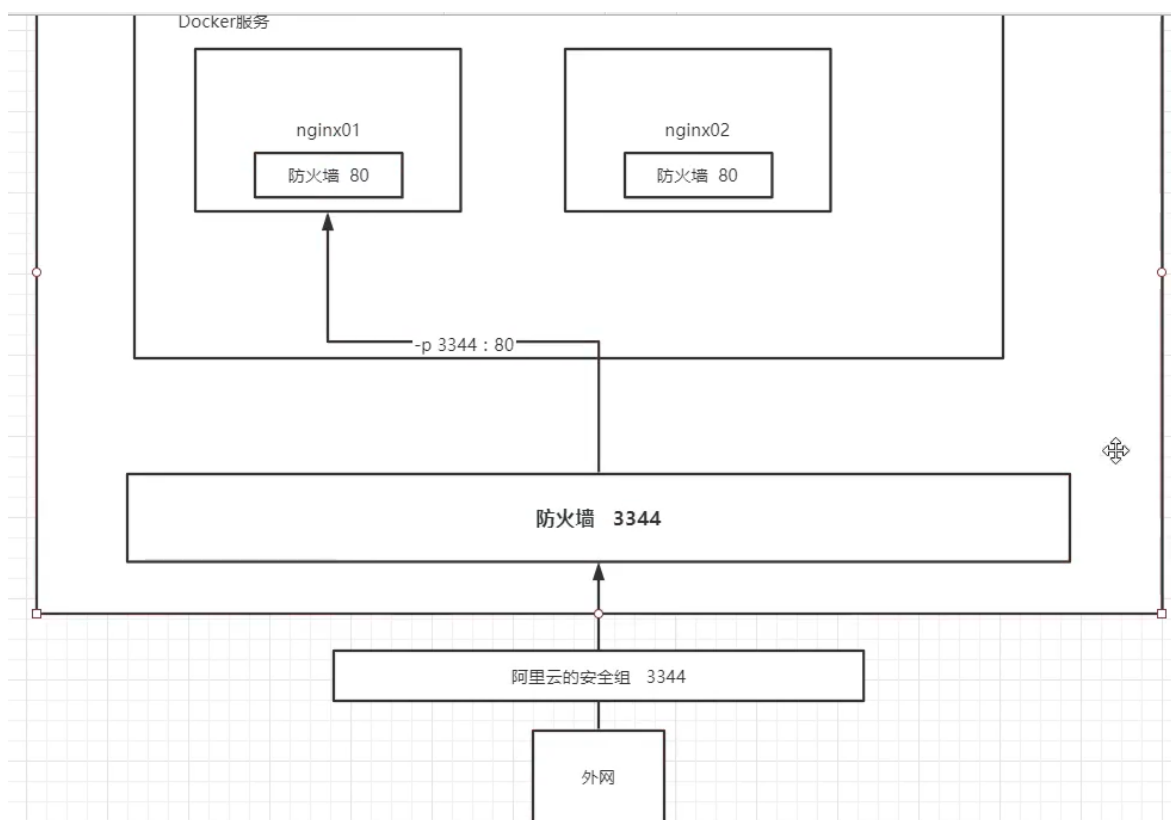 Docker服务
nginx01
nginx02
防火墙 80
防火墙 80
-p 3344：80
防火墙 3344
阿里云的安全组 3344
外网